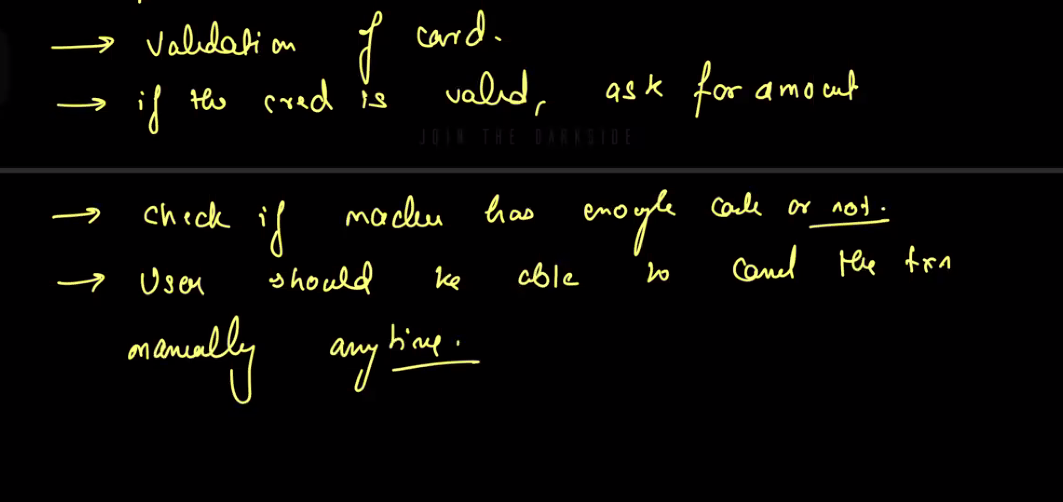 → Validation of card.
→ if the card is valid, ask for amount
JOIN THE DARKSIDE
→ check if machine has enough cash or not.
→ User should be able to cancel the txn
manually anytime.